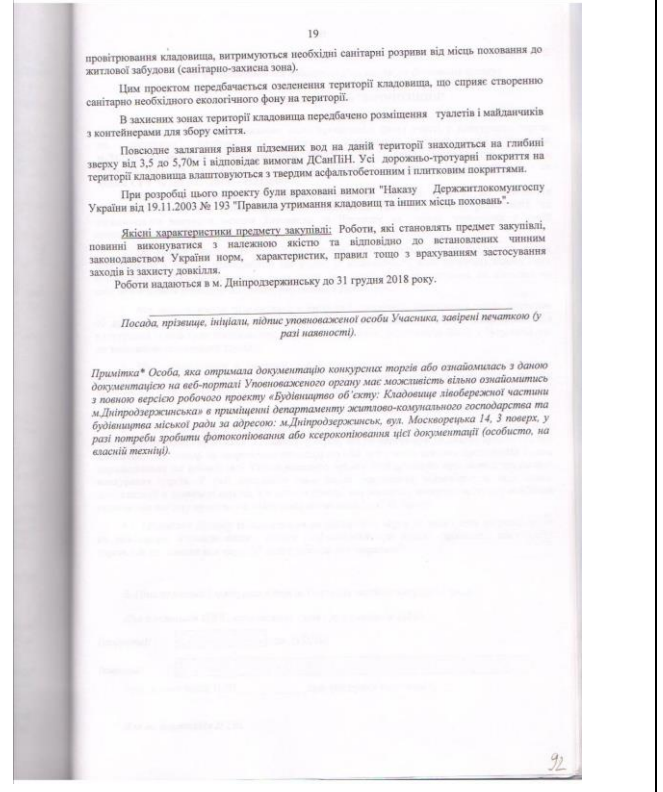 19
провітрювання кладовища, витримуються необхідні санітарні розриви від місць поховання до
житлової забудови (санітарно-захисна зона).
Цим проектом передбачається озеленення території кладовища, що сприяє створенню
санітарно необхідного екологічного фону на території.
В захисних зонах території кладовища передбачено розміщення туалетів і майданчиків
з контейнерами для збору сміття.
Повсюдне залягання рівня підземних вод на даній території знаходиться на глибині
зверху від 3,5 до 5,70м і відповідає вимогам ДСанПіН. Усі дорожньо-тротуарні покриття на
території кладовища влаштовуються з твердим асфальтобетонним і плитковим покриттями.
При розробці цього проекту були враховані вимоги "Наказу Держжитлокомунгоспу
України від 19.11.2003 № 193 "Правила утримання кладовищ та інших місць поховань".
Якісні характеристики предмету закупівлі: Роботи, які становлять предмет закупівлі,
повинні виконуватися з належною якістю та відповідно до встановлених чинним
законодавством України норм, характеристик, правил тощо з врахуванням застосування
заходів із захисту довкілля.
Роботи надаються в м. Дніпродзержинську до 31 грудня 2018 року.
Посада, прізвище, ініціали, підпис уповноваженої особи Учасника, завірені печаткою (у
разі наявності).
Примітка* Особа, яка отримала документацію конкурсних торгів або ознайомилась з даною
документацією на веб-порталі Уповноваженого органу має можливість вільно ознайомитись
з повною версією робочого проекту «Будівництво об'єкту: Кладовище лівобережної частини
м.Дніпродзержинська» в приміщенні департаменту житлово-комунального господарства та
будівництва міської ради за адресою: м.Дніпродзержинськ, вул. Москворецька 14, 3 поверх, у
разі потреби зробити фотокопіювання або ксерокопіювання цієї документації (особисто, на
власній техніці).
92